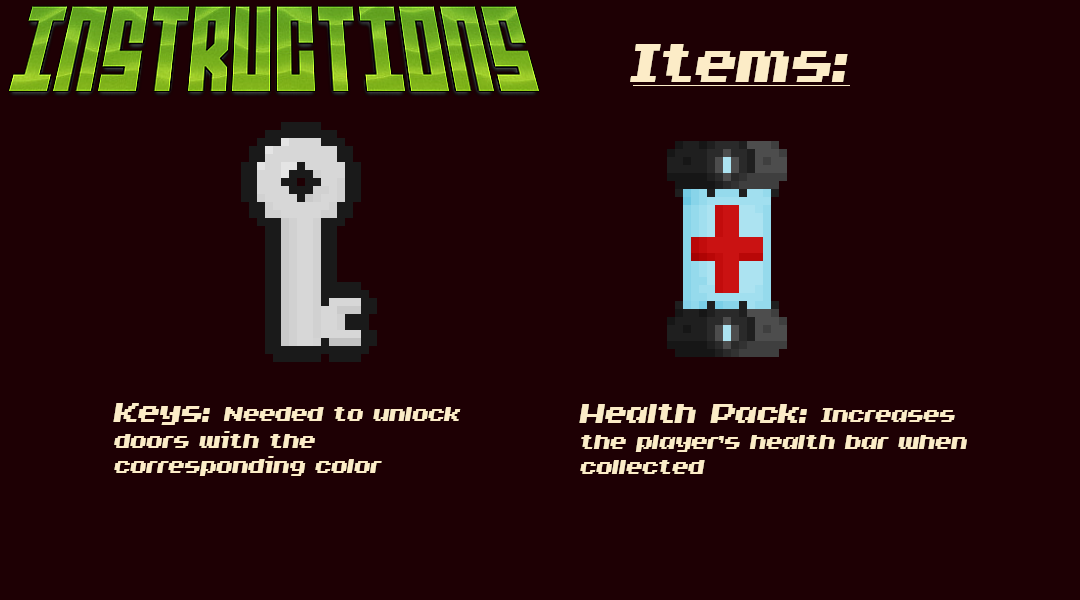 INSTRUCTIONS
Items:
Keys: Needed to unlock
doors with the
corresponding color
Health Pack: Increases
the player's health bar when
collected